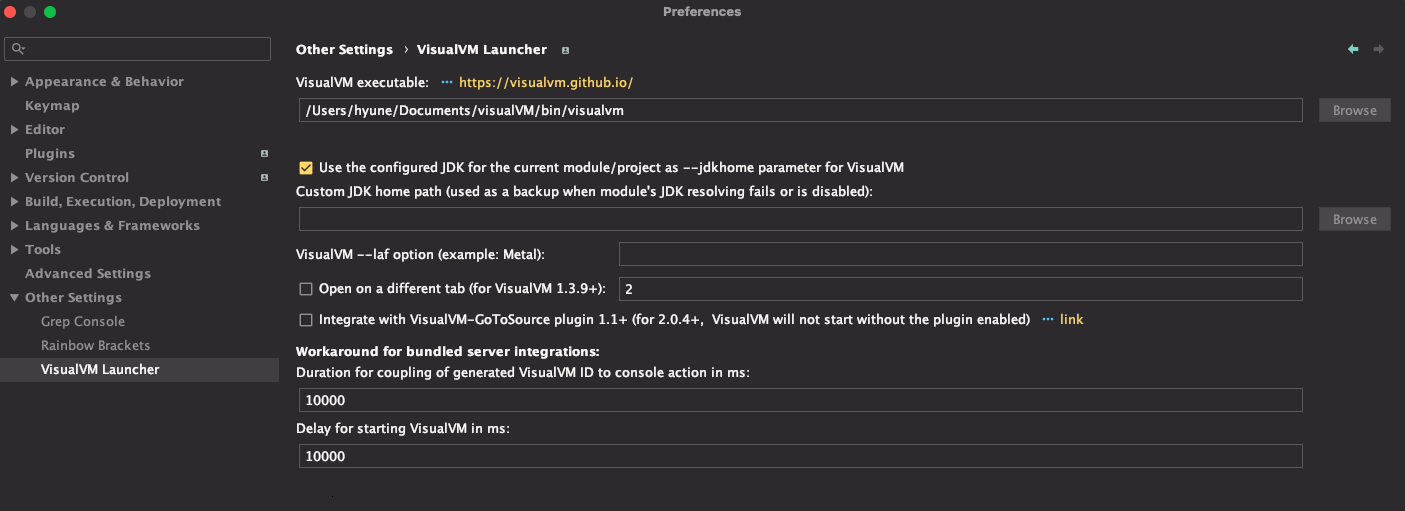 Preferences
Other Settings › VisualVM Launcher
Appearance & Behavior
Keymap
Editor
Plugins
Version Control
Build, Execution, Deployment
Languages & Frameworks
Tools
Advanced Settings
Other Settings
Grep Console
Rainbow Brackets
VisualVM Launcher
VisualVM executable: ··· https://visualvm.github.io/
/Users/hyune/Documents/visualVM/bin/visualvm
Browse
Use the configured JDK for the current module/project as --jdkhome parameter for VisualVM
Custom JDK home path (used as a backup when module's JDK resolving fails or is disabled):
Browse
VisualVM --laf option (example: Metal):
Open on a different tab (for VisualVM 1.3.9+): 2
Integrate with VisualVM-GoToSource plugin 1.1+ (for 2.0.4+, VisualVM will not start without the plugin enabled) ··· link
Workaround for bundled server integrations:
Duration for coupling of generated VisualVM ID to console action in ms:
10000
Delay for starting VisualVM in ms:
10000